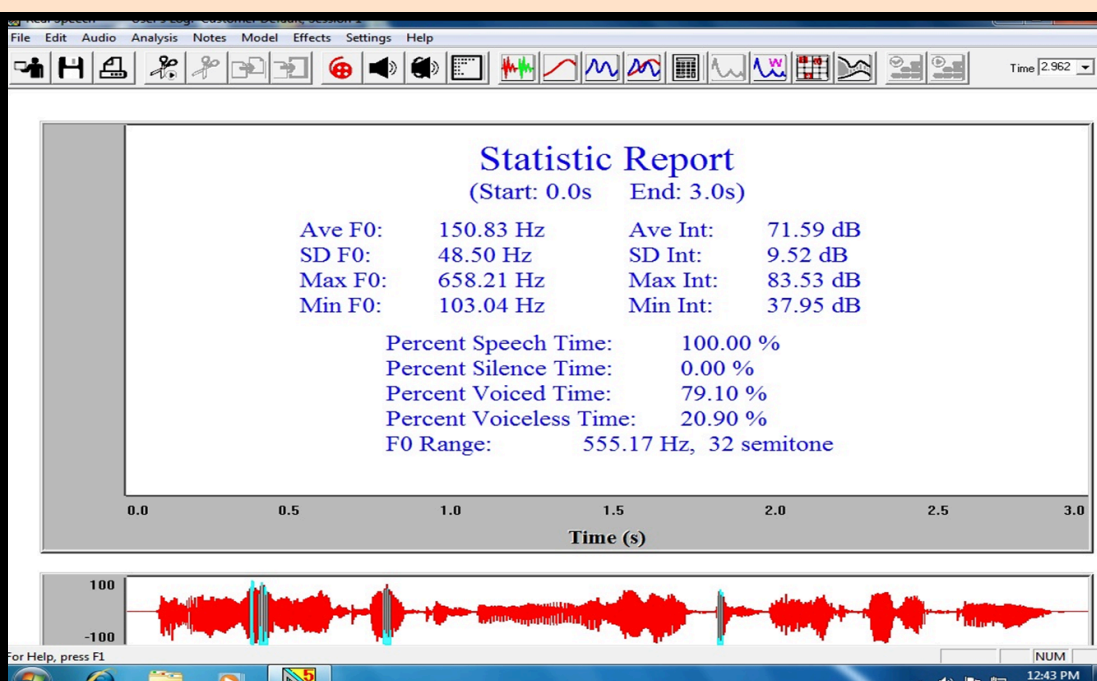 File Edit Audio Analysis Notes Model Effects Settings Help
Time 2.962
Statistic Report
(Start: 0.0s End: 3.0s)
Ave F0: 150.83 Hz Ave Int: 71.59 dB
SD F0: 48.50 Hz SD Int: 9.52 dB
Max F0: 658.21 Hz Max Int: 83.53 dB
Min F0: 103.04 Hz Min Int: 37.95 dB
Percent Speech Time: 100.00 %
Percent Silence Time: 0.00 %
Percent Voiced Time: 79.10 %
Percent Voiceless Time: 20.90 %
F0 Range: 555.17 Hz, 32 semitone
0.0 0.5 1.0 1.5 2.0 2.5 3.0
Time (s)
100
-100
For Help, press F1 NUM
12:43 PM